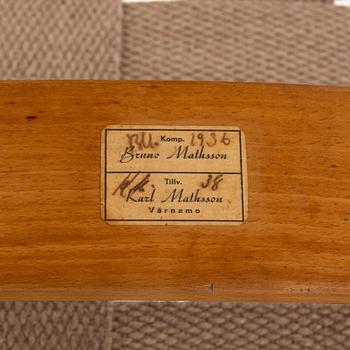 Komp. 1936
Bruno Mathsson
Tillv. 38
Karl Mathsson
Värnamo